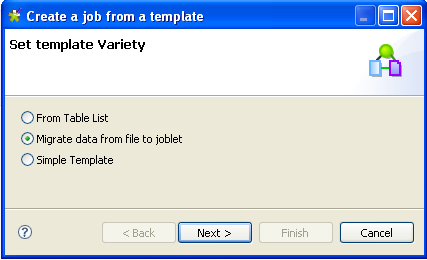 Create a job from a template
Set template Variety
From Table List
Migrate data from file to joblet
Simple Template
? < Back Next > Finish Cancel